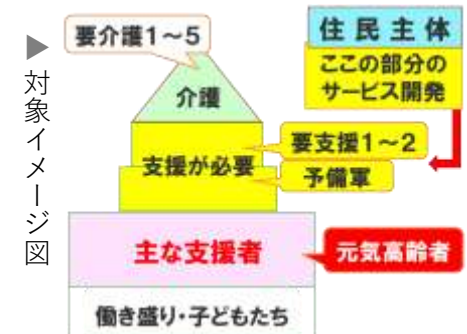 ▶対象イメージ図
要介護1～5
介護
住民主体
ここの部分の
サービス開発
要支援1～2
支援が必要
予備軍
主な支援者
元気高齢者
働き盛り・子どもたち